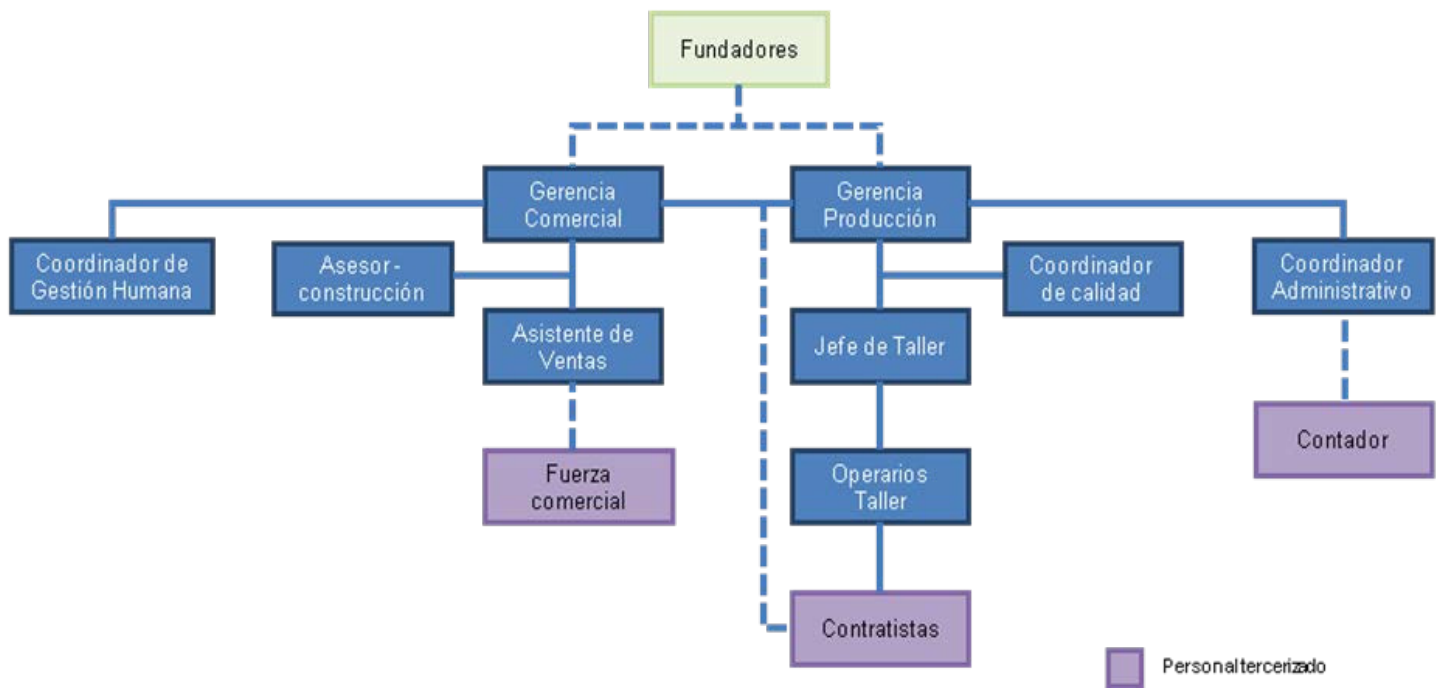 Fundadores
Gerencia
Comercial
Gerencia
Producción
Coordinador de
Gestión Humana
Asesor -
construcción
Coordinador
de calidad
Coordinador
Administrativo
Asistente de
Ventas
Jefe de Taller
Contador
Fuerza
comercial
Operarios
Taller
Contratistas
Personal tercerizado